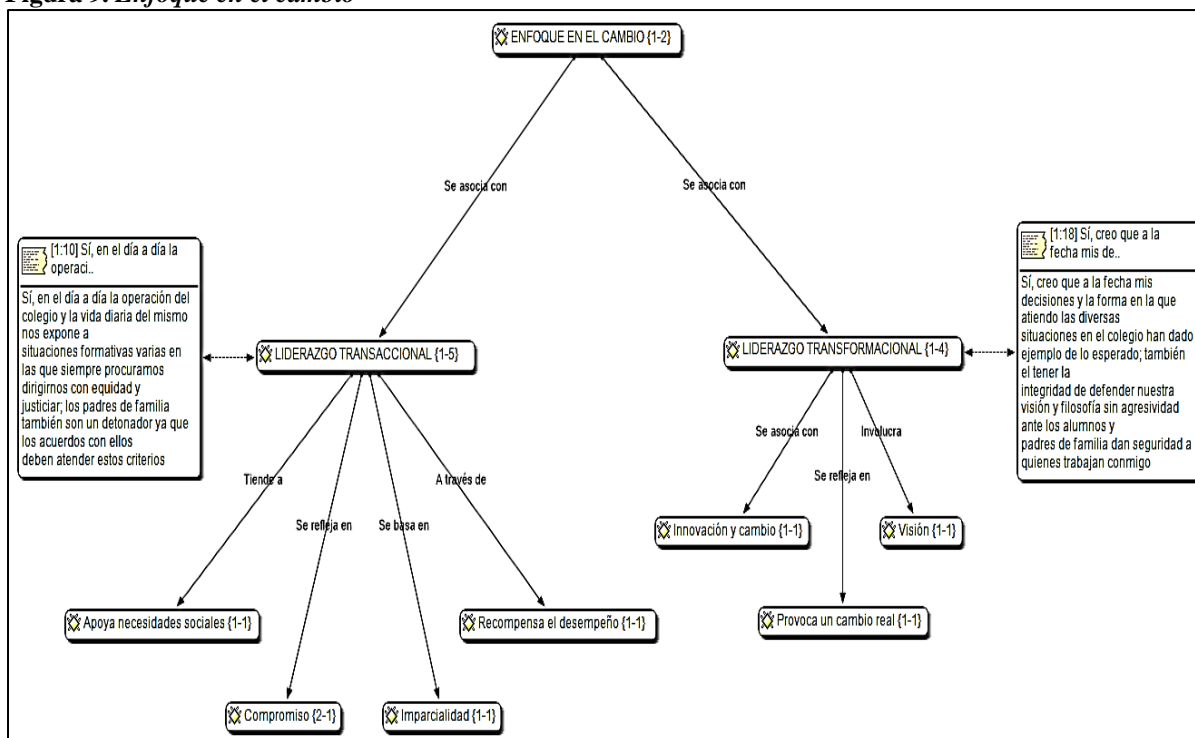 Figura 9. Enfoque en el cambio
ENFOQUE EN EL CAMBIO {1-2}
Se asocia con
Se asocia con
[1:10] Sí, en el día a día la
operaci..
Sí, en el día a día la operación del
colegio y la vida diaria del mismo
nos expone a
situaciones formativas varias en
las que siempre procuramos
dirigirnos con equidad y
justiciar; los padres de familia
también son un detonador ya que
los acuerdos con ellos
deben atender estos criterios
LIDERAZGO TRANSACCIONAL {1-5}
LIDERAZGO TRANSFORMACIONAL {1-4}
[1:18] Sí, creo que a la
fecha mis de..
Sí, creo que a la fecha mis
decisiones y la forma en la que
atiendo las diversas
situaciones en el colegio han dado
ejemplo de lo esperado; también
el tener la
integridad de defender nuestra
visión y filosofía sin agresividad
ante los alumnos y
padres de familia dan seguridad a
quienes trabajan conmigo
Tiende a
Se refleja en
Se basa en
A través de
Se asocia con
Se refleja en
Involucra
Innovación y cambio {1-1}
Visión {1-1}
Apoya necesidades sociales {1-1}
Recompensa el desempeño {1-1}
Provoca un cambio real {1-1}
Compromiso {2-1}
Imparcialidad {1-1}